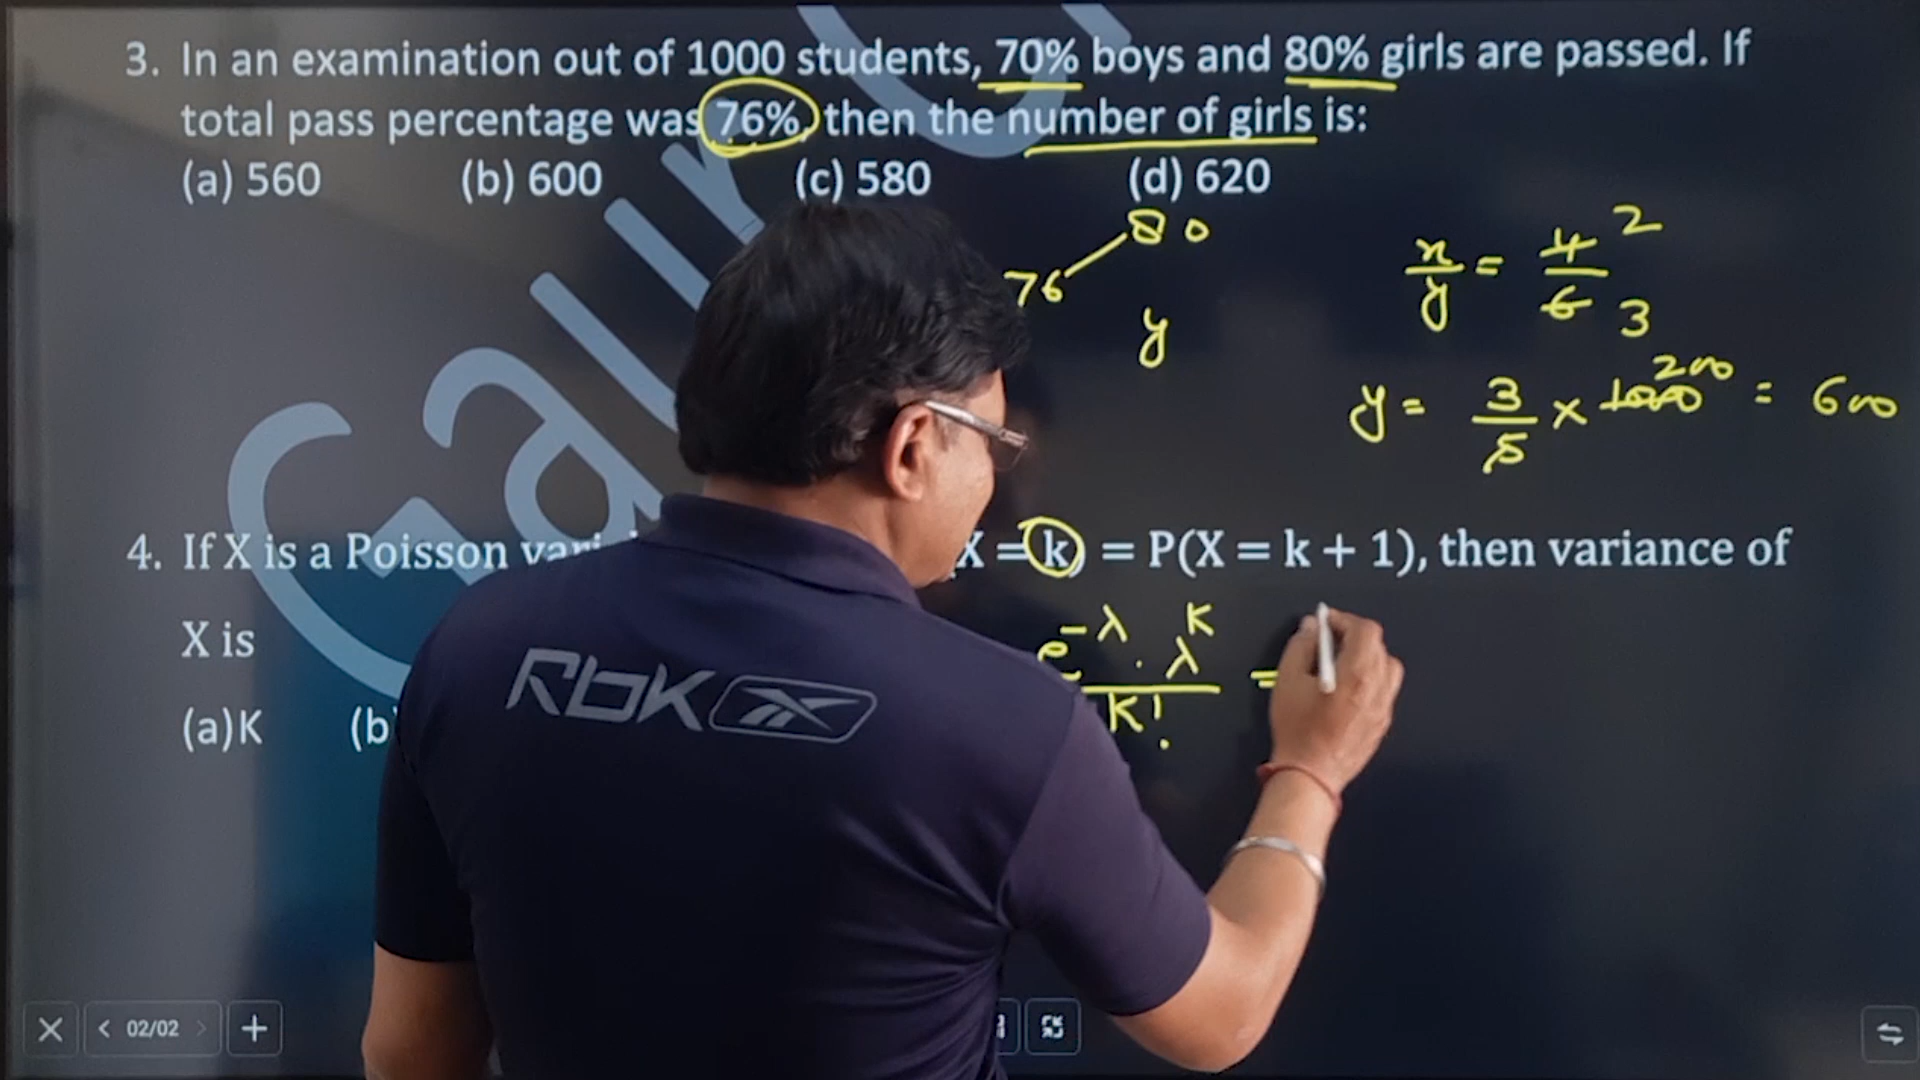 3. In an examination out of 1000 students, 70% boys and 80% girls are passed. If
total pass percentage was 76%, then the number of girls is:
(a) 560 (b) 600 (c) 580 (d) 620
80
76
y
x/y = 4/6 2 3
y = 3/5 × 1000 200 = 600
4. If X is a Poisson X = k) = P(X = k + 1), then variance of
X is
(a)K (b
e^-λ . λ^K / K! =
RbK
02/02